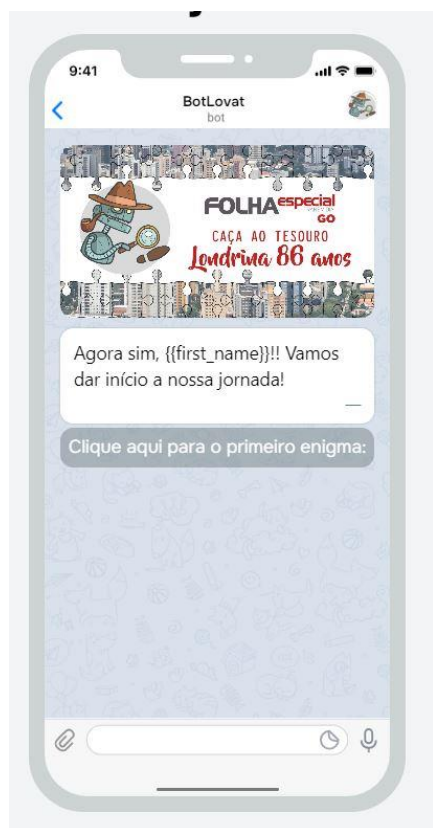 9:41
BotLovat
bot
FOLHA especial
GO
CAÇA AO TESOURO
Londrina 86 anos
Agora sim, {{first_name}}!! Vamos
dar início a nossa jornada!
Clique aqui para o primeiro enigma: